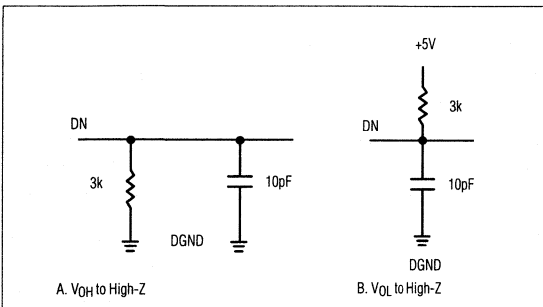 DN
3k
10pF
DGND
A. VOH to High-Z
+5V
3k
DN
10pF
DGND
B. VOL to High-Z